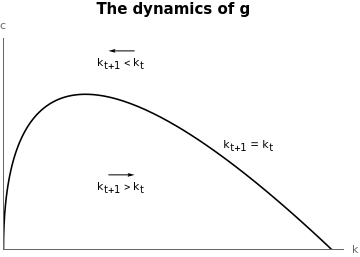 The dynamics of g
c
k_{t+1} < k_t
k_{t+1} = k_t
k_{t+1} > k_t
k